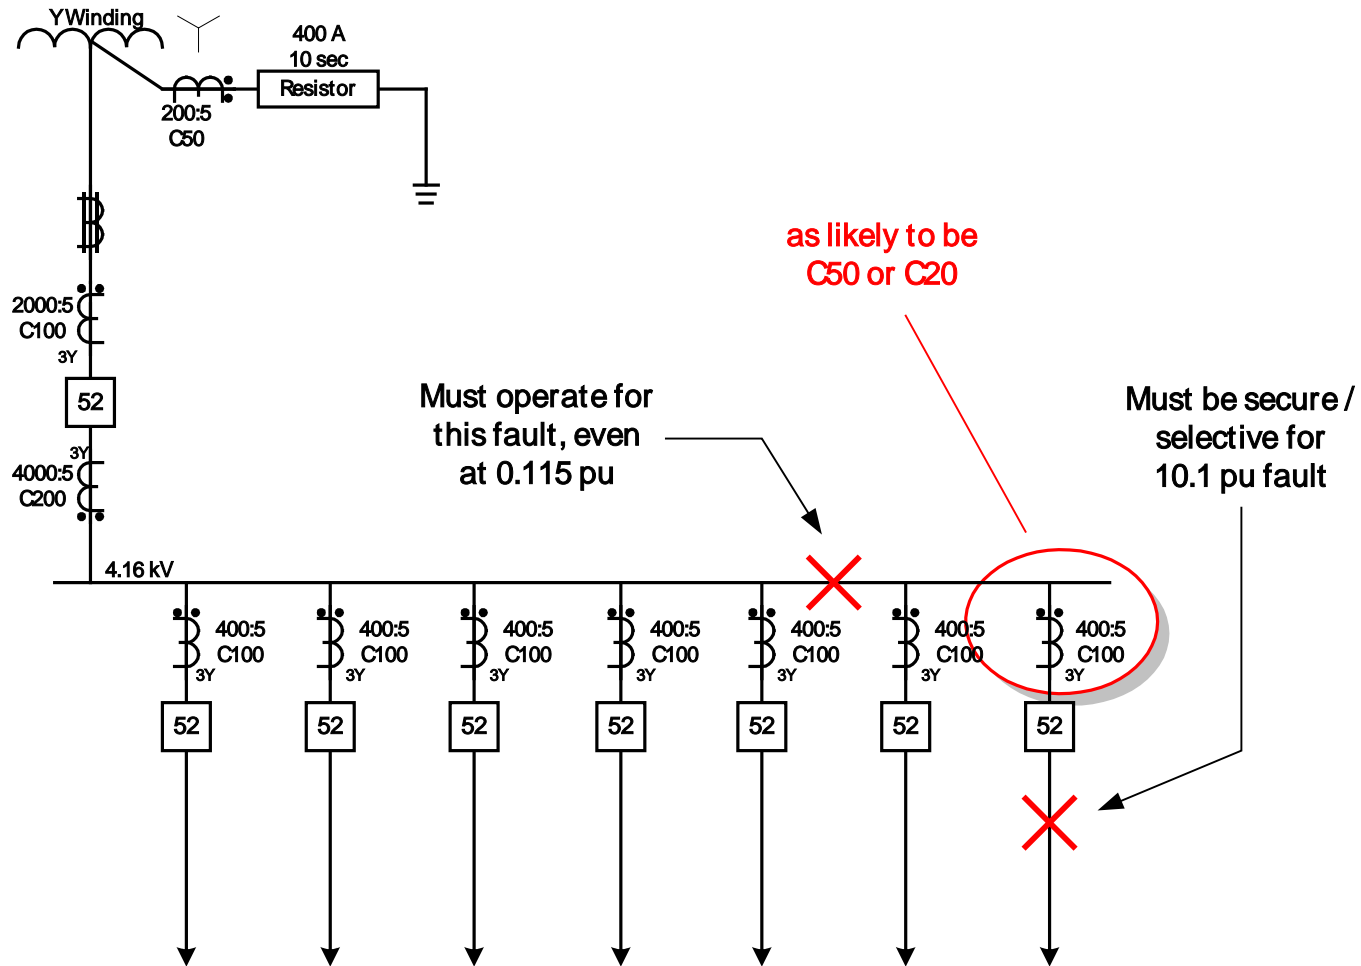 Y Winding
400 A
10 sec
Resistor
200:5
C50
as likely to be
C50 or C20
2000:5
C100
3Y
52
Must operate for
this fault, even
at 0.115 pu
Must be secure /
selective for
10.1 pu fault
3Y
4000:5
C200
4.16 kV
400:5
C100
3Y
400:5
C100
3Y
400:5
C100
3Y
400:5
C100
3Y
400:5
C100
3Y
400:5
C100
3Y
400:5
C100
3Y
52
52
52
52
52
52
52